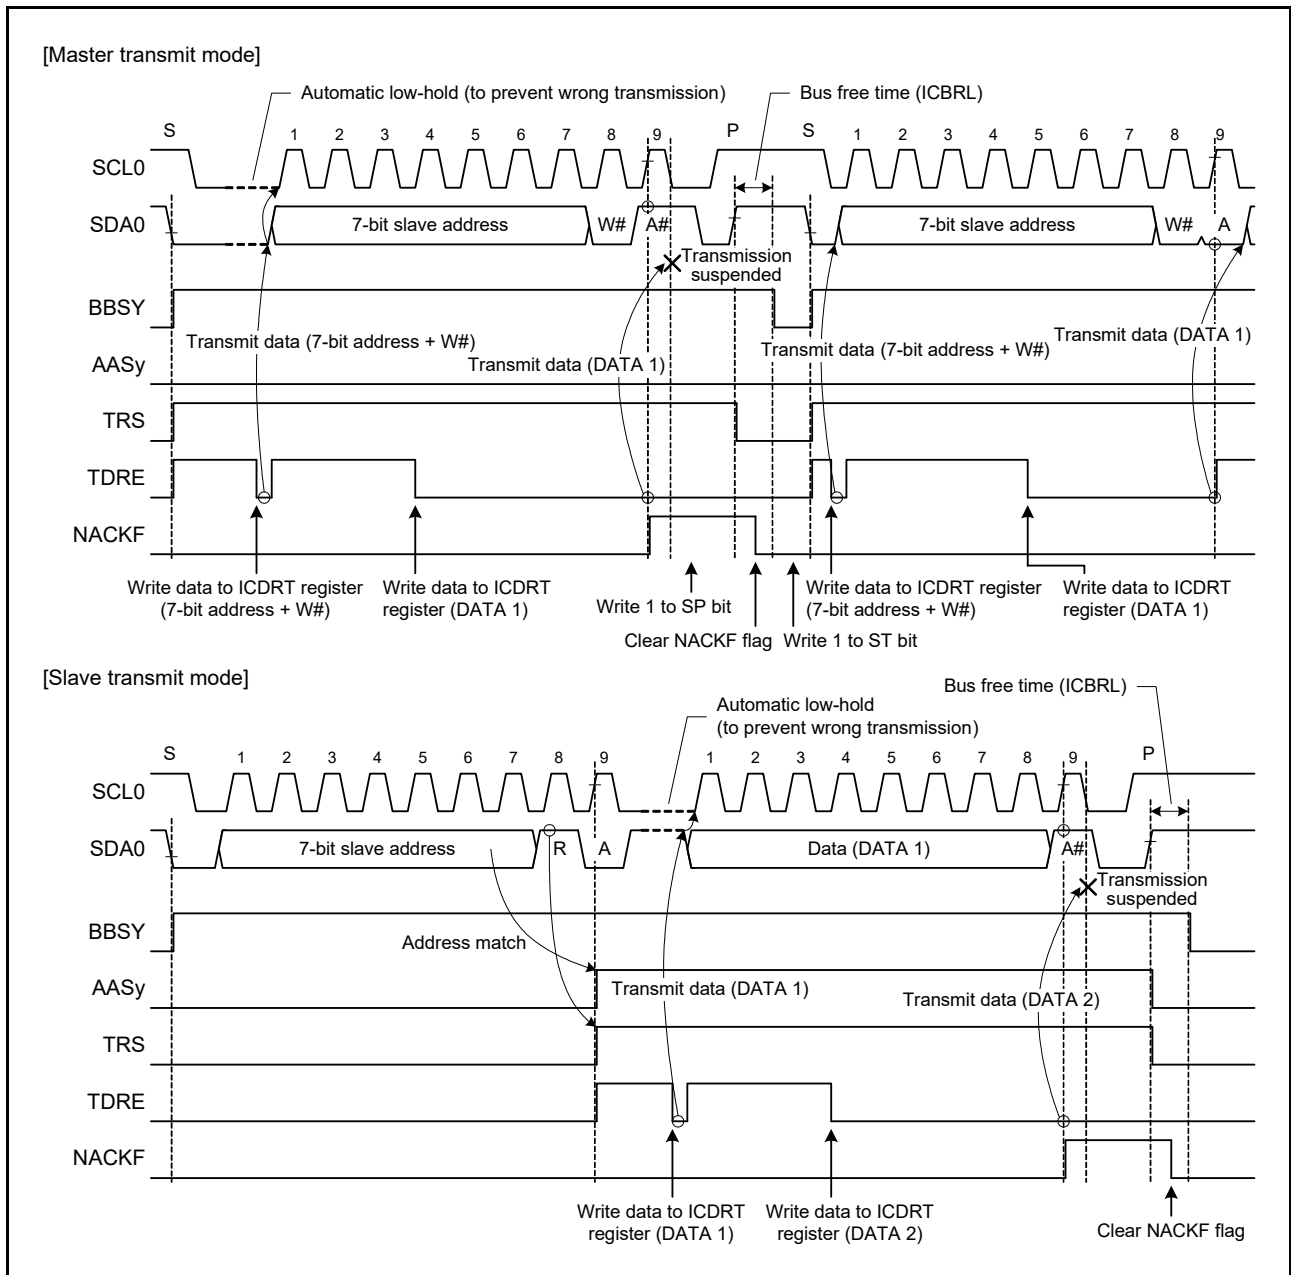 [Master transmit mode]
Automatic low-hold (to prevent wrong transmission)
Bus free time (ICBRL)
S 1 2 3 4 5 6 7 8 9 P S 1 2 3 4 5 6 7 8 9
SCL0
SDA0 7-bit slave address W# A# 7-bit slave address W# A
Transmission
suspended
BBSY
Transmit data (7-bit address + W#)
Transmit data (DATA 1)
Transmit data (7-bit address + W#)
Transmit data (DATA 1)
AASy
TRS
TDRE
NACKF
Write data to ICDRT register
(7-bit address + W#)
Write data to ICDRT
register (DATA 1)
Write 1 to SP bit
Clear NACKF flag
Write 1 to ST bit
Write data to ICDRT register
(7-bit address + W#)
Write data to ICDRT
register (DATA 1)
[Slave transmit mode]
Automatic low-hold
(to prevent wrong transmission)
Bus free time (ICBRL)
S 1 2 3 4 5 6 7 8 9 1 2 3 4 5 6 7 8 9 P
SCL0
SDA0 7-bit slave address R A Data (DATA 1) A#
Transmission
suspended
BBSY
Address match
AASy
Transmit data (DATA 1)
Transmit data (DATA 2)
TRS
TDRE
NACKF
Write data to ICDRT
register (DATA 1)
Write data to ICDRT
register (DATA 2)
Clear NACKF flag